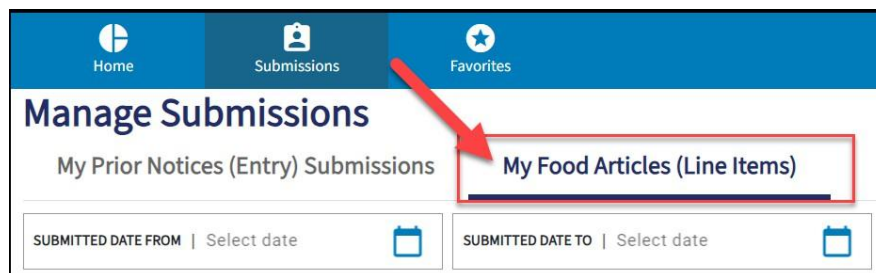 Home Submissions Favorites
Manage Submissions
My Prior Notices (Entry) Submissions My Food Articles (Line Items)
SUBMITTED DATE FROM | Select date SUBMITTED DATE TO | Select date